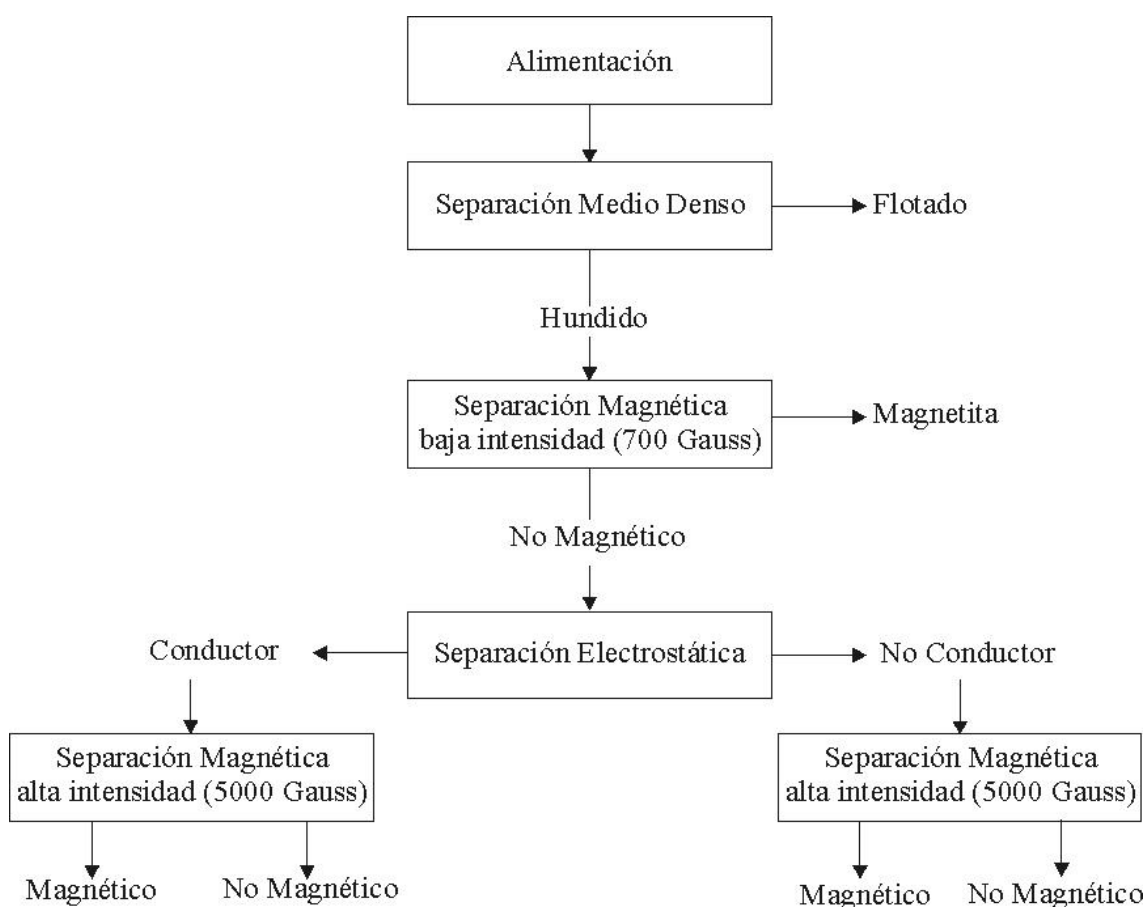 Alimentación
Separación Medio Denso
Flotado
Hundido
Separación Magnética
baja intensidad (700 Gauss)
Magnetita
No Magnético
Conductor
Separación Electrostática
No Conductor
Separación Magnética
alta intensidad (5000 Gauss)
Separación Magnética
alta intensidad (5000 Gauss)
Magnético
No Magnético
Magnético
No Magnético